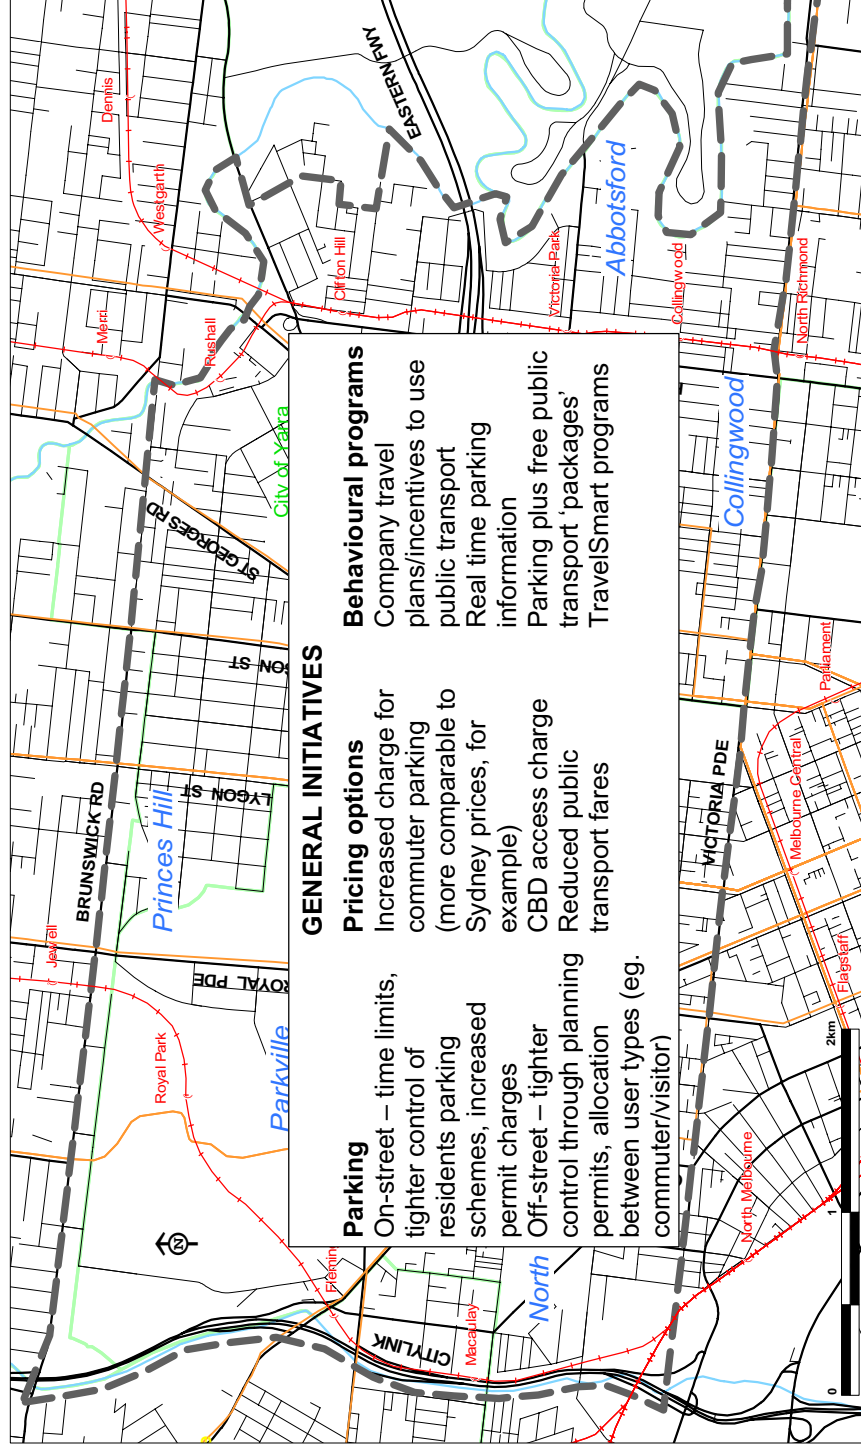 GENERAL INITIATIVES
Parking
On-street – time limits,
tighter control of
residents parking
schemes, increased
permit charges
Off-street – tighter
control through planning
permits, allocation
between user types (eg.
commuter/visitor)
Pricing options
Increased charge for
commuter parking
(more comparable to
Sydney prices, for
example)
CBD access charge
Reduced public
transport fares
Behavioural programs
Company travel
plans/incentives to use
public transport
Real time parking
information
Parking plus free public
transport 'packages'
TravelSmart programs
BRUNSWICK RD
Princes Hill
Parkville
Royal Park
Jewell
ROYAL PDE
LYGON ST
ON ST
ST GEORGES RD
City of Yarra
Merri
Rushall
Westgarth
Dennis
Clifton Hill
EASTERN FWY
Victoria Park
Abbotsford
Collingwood
North Richmond
Collingwood
VICTORIA PDE
Parliament
Melbourne Central
Flagstaff
North Melbourne
North
Macaulay
CITYLINK
Fleming
N
0
1
2km